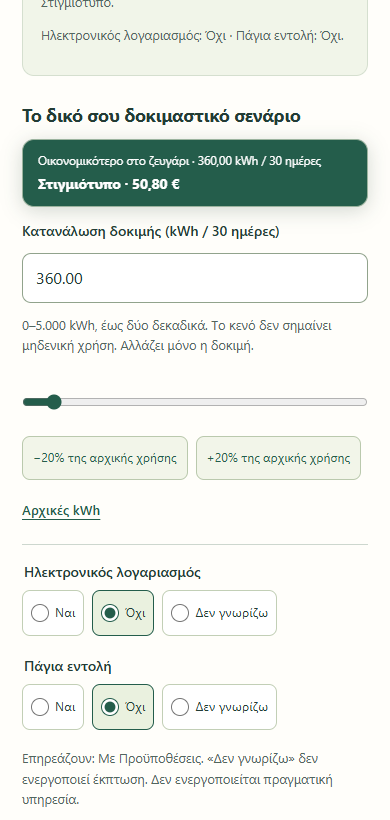 Στιγμιότυπο.
Ηλεκτρονικός λογαριασμός: Όχι · Πάγια εντολή: Όχι.
Το δικό σου δοκιμαστικό σενάριο
Οικονομικότερο στο ζευγάρι · 360,00 kWh / 30 ημέρες
Στιγμιότυπο · 50,80 €
Κατανάλωση δοκιμής (kWh / 30 ημέρες)
360.00
0–5.000 kWh, έως δύο δεκαδικά. Το κενό δεν σημαίνει
μηδενική χρήση. Αλλάζει μόνο η δοκιμή.
−20% της αρχικής χρήσης +20% της αρχικής χρήσης
Αρχικές kWh
Ηλεκτρονικός λογαριασμός
Ναι Όχι Δεν γνωρίζω
Πάγια εντολή
Ναι Όχι Δεν γνωρίζω
Επηρεάζουν: Με Προϋποθέσεις. «Δεν γνωρίζω» δεν
ενεργοποιεί έκπτωση. Δεν ενεργοποιείται πραγματική
υπηρεσία.